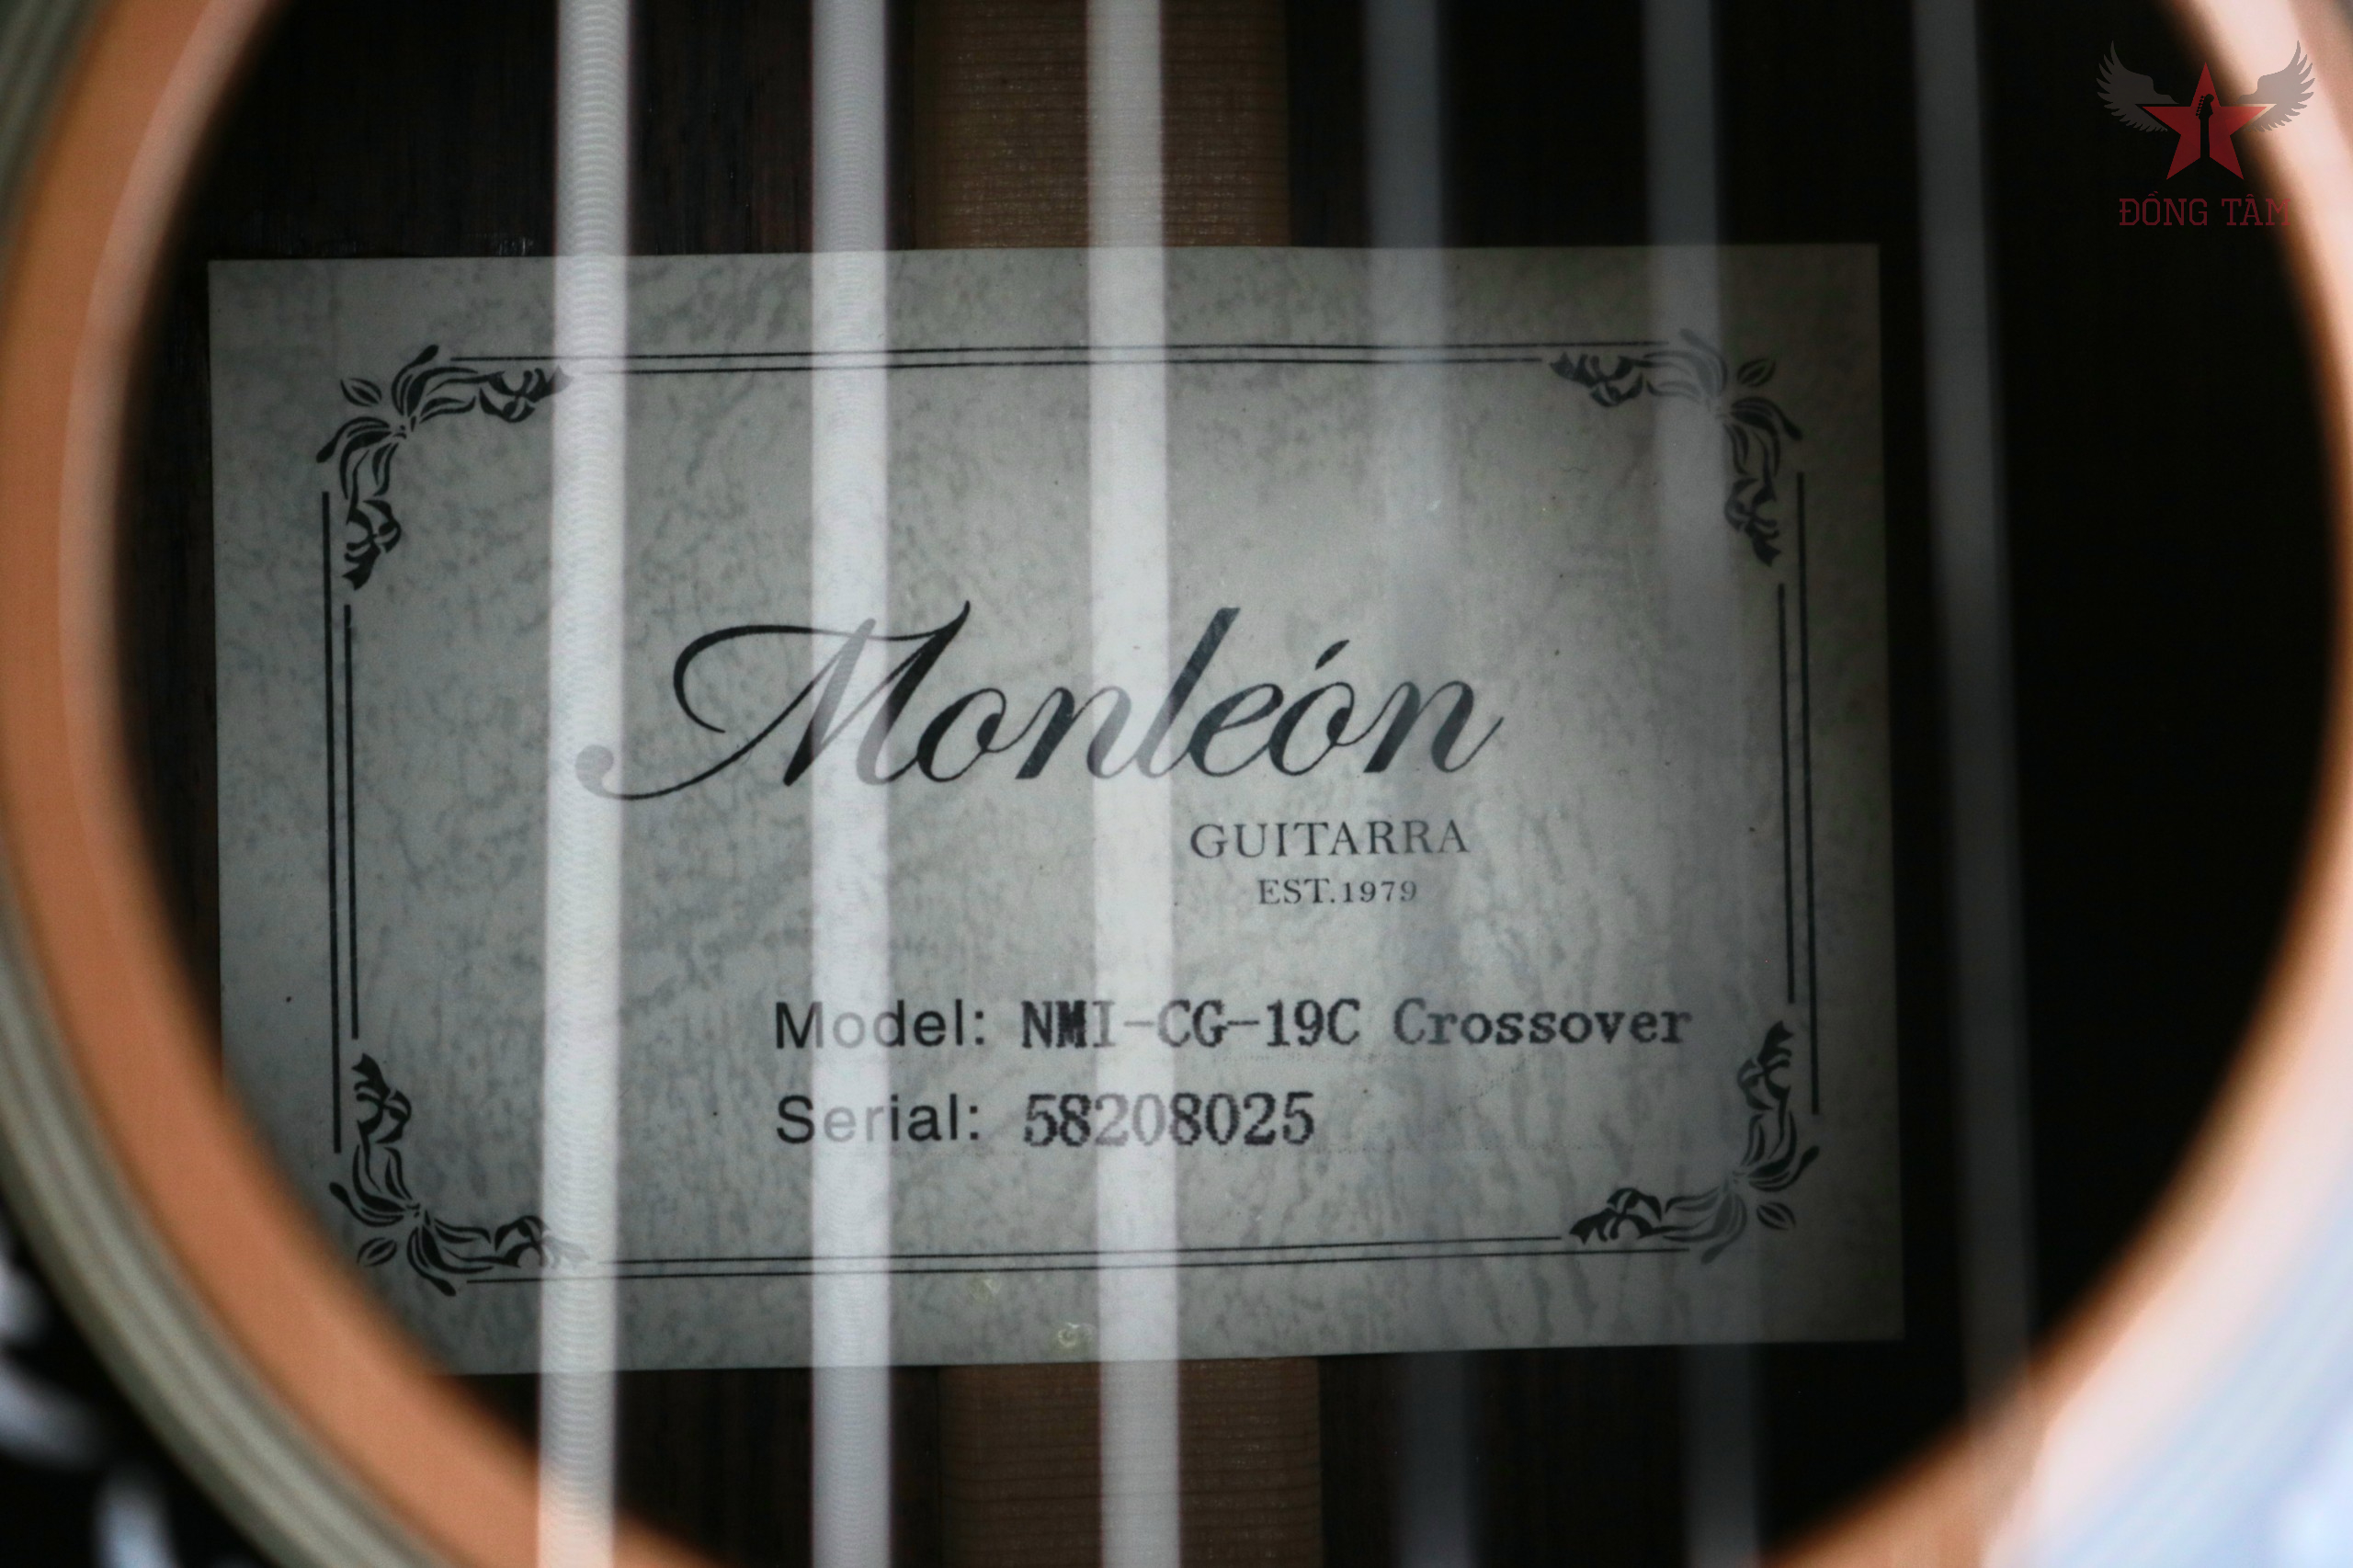 ĐỒNG TÂM
Monleón
GUITARRA
EST.1979
Model: NMI-CG-19C Crossover
Serial: 58208025